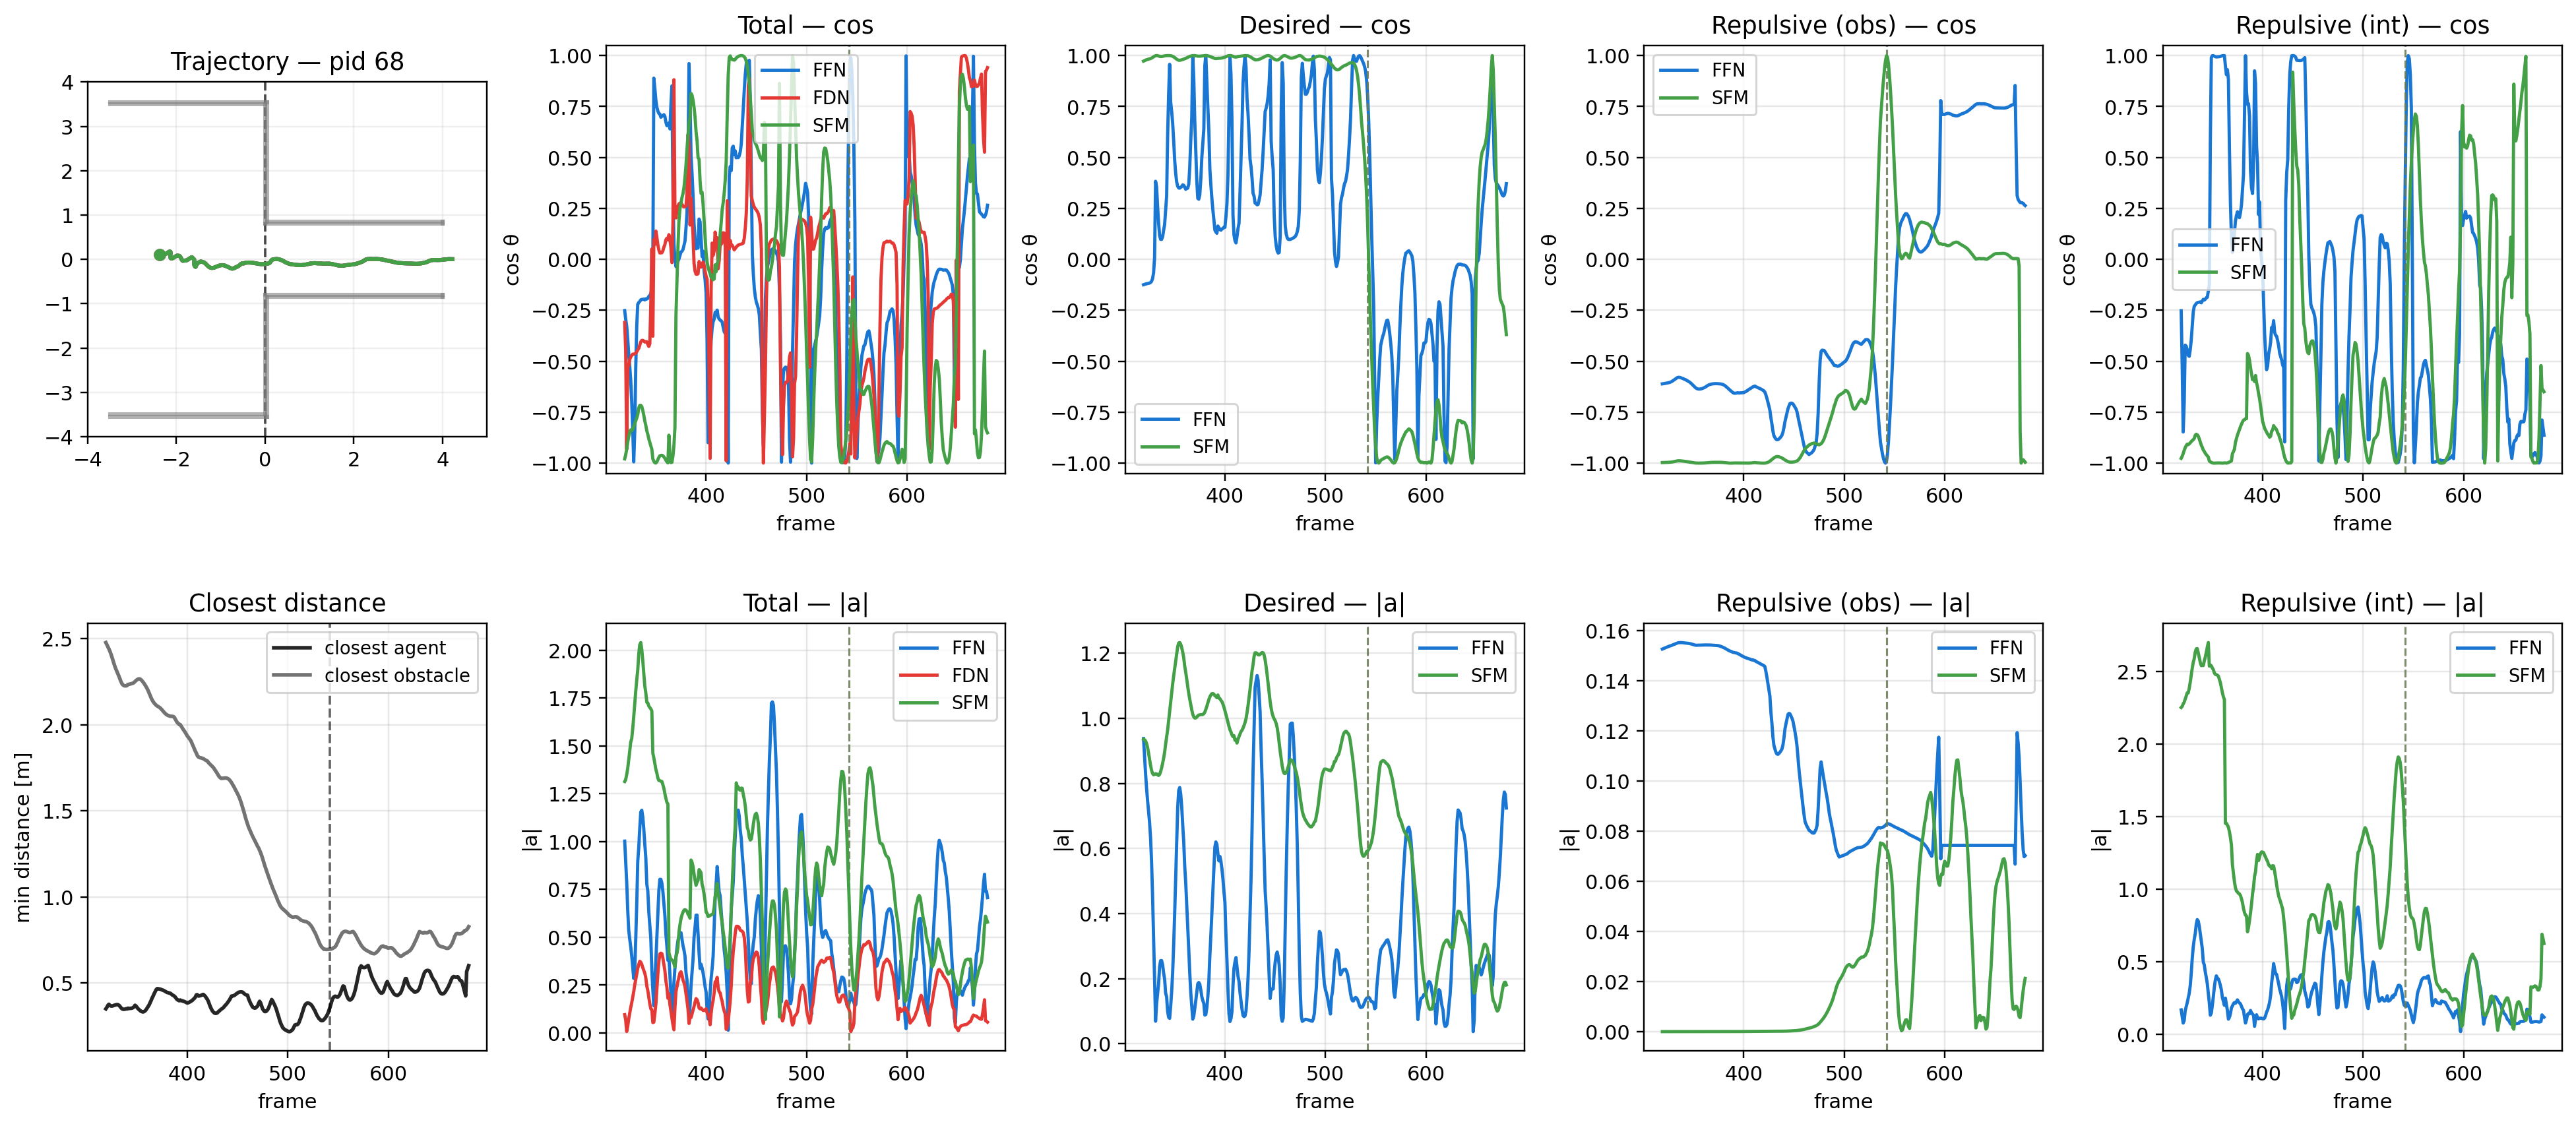 Trajectory — pid 68
4
3
2
1
0
−1
−2
−3
−4
−4
−2
0
2
4
Total — cos
cos θ
1.00
0.75
0.50
0.25
0.00
−0.25
−0.50
−0.75
−1.00
FFN
FDN
SFM
400
500
600
frame
Desired — cos
cos θ
1.00
0.75
0.50
0.25
0.00
−0.25
−0.50
−0.75
−1.00
FFN
SFM
400
500
600
frame
Repulsive (obs) — cos
cos θ
1.00
0.75
0.50
0.25
0.00
−0.25
−0.50
−0.75
−1.00
FFN
SFM
400
500
600
frame
Repulsive (int) — cos
cos θ
1.00
0.75
0.50
0.25
0.00
−0.25
−0.50
−0.75
−1.00
FFN
SFM
400
500
600
frame
Closest distance
min distance [m]
2.5
2.0
1.5
1.0
0.5
closest agent
closest obstacle
400
500
600
frame
Total — |a|
|a|
2.00
1.75
1.50
1.25
1.00
0.75
0.50
0.25
0.00
FFN
FDN
SFM
400
500
600
frame
Desired — |a|
|a|
1.2
1.0
0.8
0.6
0.4
0.2
0.0
FFN
SFM
400
500
600
frame
Repulsive (obs) — |a|
|a|
0.16
0.14
0.12
0.10
0.08
0.06
0.04
0.02
0.00
FFN
SFM
400
500
600
frame
Repulsive (int) — |a|
|a|
2.5
2.0
1.5
1.0
0.5
0.0
FFN
SFM
400
500
600
frame